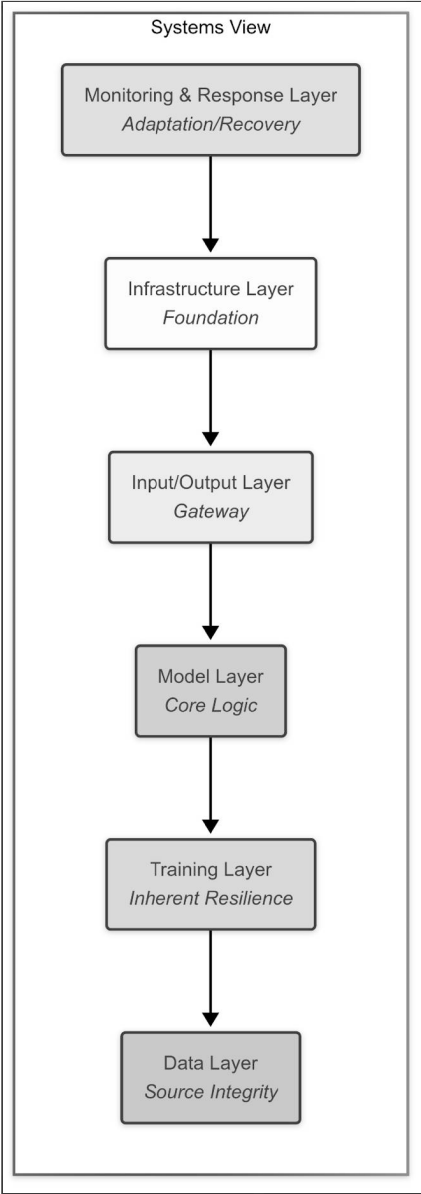 Systems View
Monitoring & Response Layer
Adaptation/Recovery
Infrastructure Layer
Foundation
Input/Output Layer
Gateway
Model Layer
Core Logic
Training Layer
Inherent Resilience
Data Layer
Source Integrity